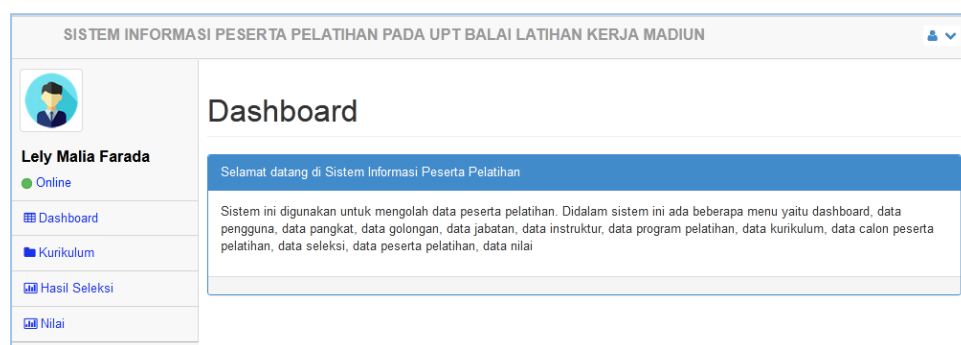 SISTEM INFORMASI PESERTA PELATIHAN PADA UPT BALAI LATIHAN KERJA MADIUN
Lely Malia Farada
Online
Dashboard
Kurikulum
Hasil Seleksi
Nilai
Dashboard
Selamat datang di Sistem Informasi Peserta Pelatihan
Sistem ini digunakan untuk mengolah data peserta pelatihan. Didalam sistem ini ada beberapa menu yaitu dashboard, data
pengguna, data pangkat, data golongan, data jabatan, data instruktur, data program pelatihan, data kurikulum, data calon peserta
pelatihan, data seleksi, data peserta pelatihan, data nilai